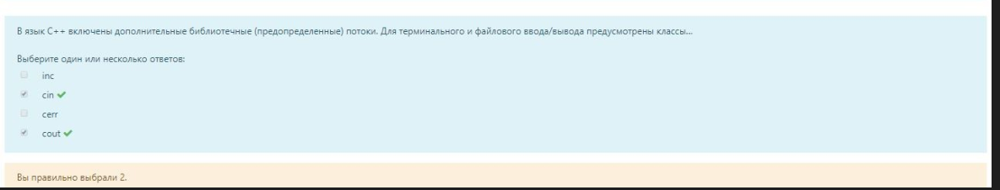 В язык С++ включены дополнительные библиотечные (предопределенные) потоки. Для терминального и файлового ввода/вывода предусмотрены классы...
Выберите один или несколько ответов:
inc
cin
cerr
cout
Вы правильно выбрали 2.